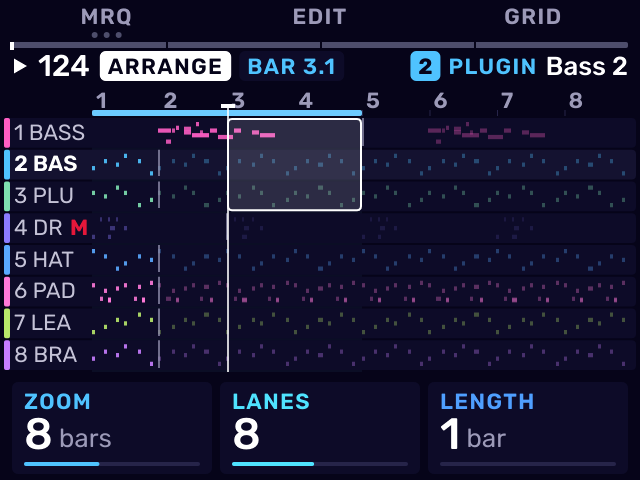 MRQ EDIT GRID
124 ARRANGE BAR 3.1 2 PLUGIN Bass 2
1 2 3 4 5 6 7 8
1 BASS
2 BAS
3 PLU
4 DR M
5 HAT
6 PAD
7 LEA
8 BRA
ZOOM LANES LENGTH
8 bars 8 1 bar